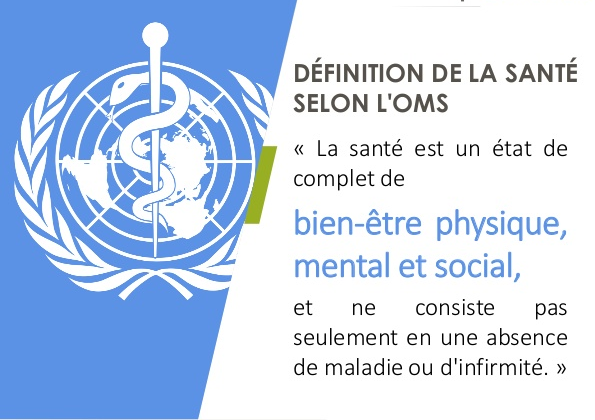 DÉFINITION DE LA SANTÉ
SELON L'OMS
« La santé est un état de
complet de
bien-être physique,
mental et social,
et ne consiste pas
seulement en une absence
de maladie ou d'infirmité. »